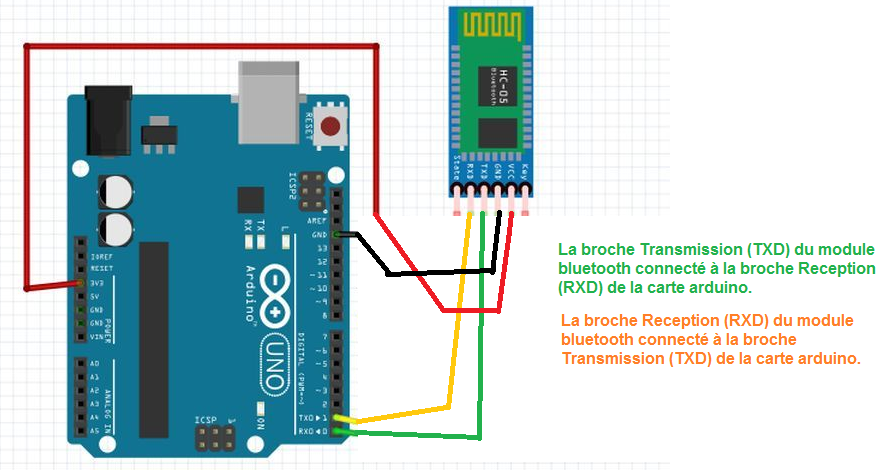 HC-05
Bluetooth
State
RXD
TXD
GND
VCC
Key
RESET
ICSP2
AREF
GND
13
12
~11
~10
~9
8
TX
RX
L
IOREF
RESET
3V3
5V
GND
GND
VIN
POWER
Arduino™
UNO
DIGITAL (PWM=~)
7
~6
~5
4
~3
2
TXD ▶ 1
RXD ◀ 0
A0
A1
A2
A3
A4
A5
ANALOG IN
ICSP
ON
La broche Transmission (TXD) du module
bluetooth connecté à la broche Reception
(RXD) de la carte arduino.
La broche Reception (RXD) du module
bluetooth connecté à la broche
Transmission (TXD) de la carte arduino.